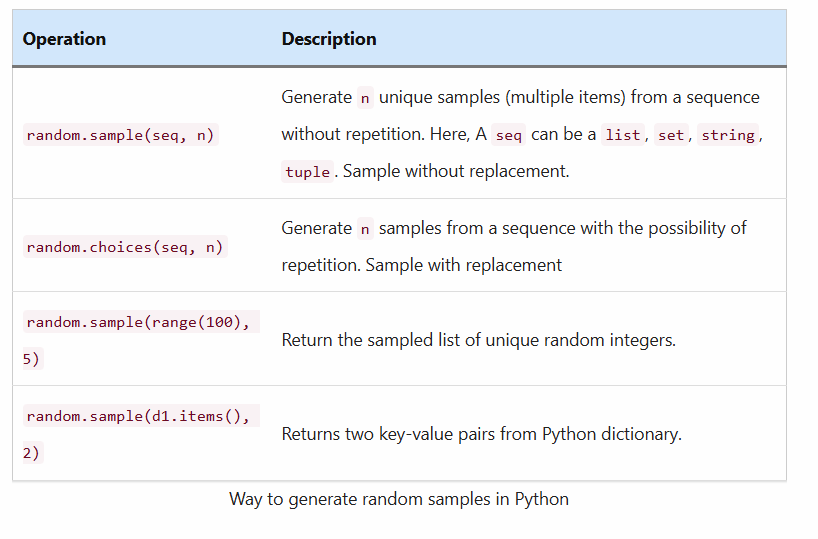 Operation Description
Generate n unique samples (multiple items) from a sequence
random.sample(seq, n) without repetition. Here, A seq can be a list, set, string,
tuple. Sample without replacement.
Generate n samples from a sequence with the possibility of
random.choices(seq, n) repetition. Sample with replacement
random.sample(range(100),
5) Return the sampled list of unique random integers.
random.sample(d1.items(),
2) Returns two key-value pairs from Python dictionary.
Way to generate random samples in Python